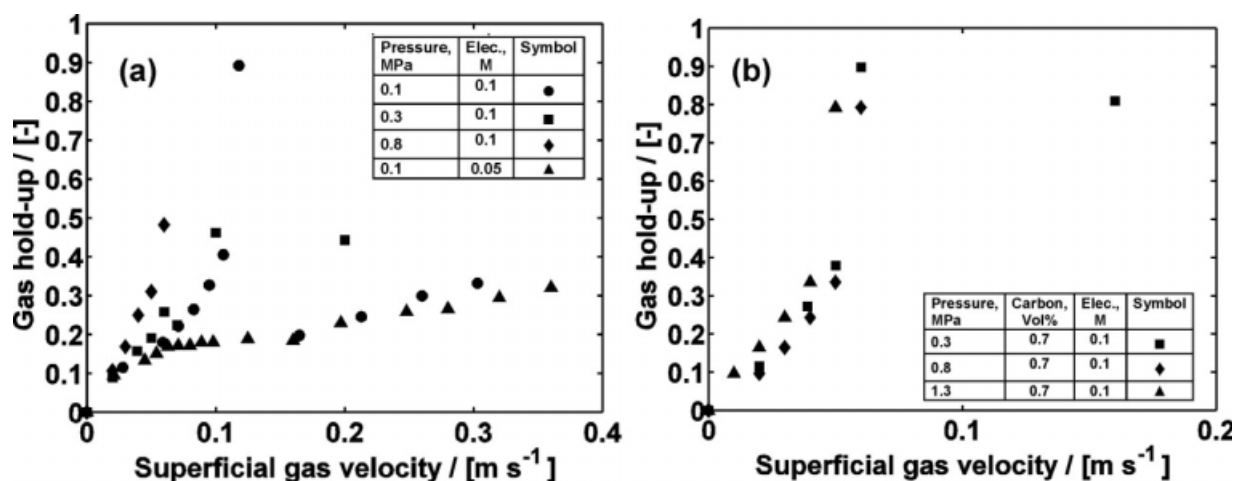 (a)
Gas hold-up / [-]
1
0.9
0.8
0.7
0.6
0.5
0.4
0.3
0.2
0.1
0
0 0.1 0.2 0.3 0.4
Superficial gas velocity / [m s-1]
Pressure, MPa Elec., M Symbol
0.1 0.1
0.3 0.1
0.8 0.1
0.1 0.05
(b)
Gas hold-up / [-]
1
0.9
0.8
0.7
0.6
0.5
0.4
0.3
0.2
0.1
0
0 0.1 0.2
Superficial gas velocity / [m s-1]
Pressure, MPa Carbon, Vol% Elec., M Symbol
0.3 0.7 0.1
0.8 0.7 0.1
1.3 0.7 0.1